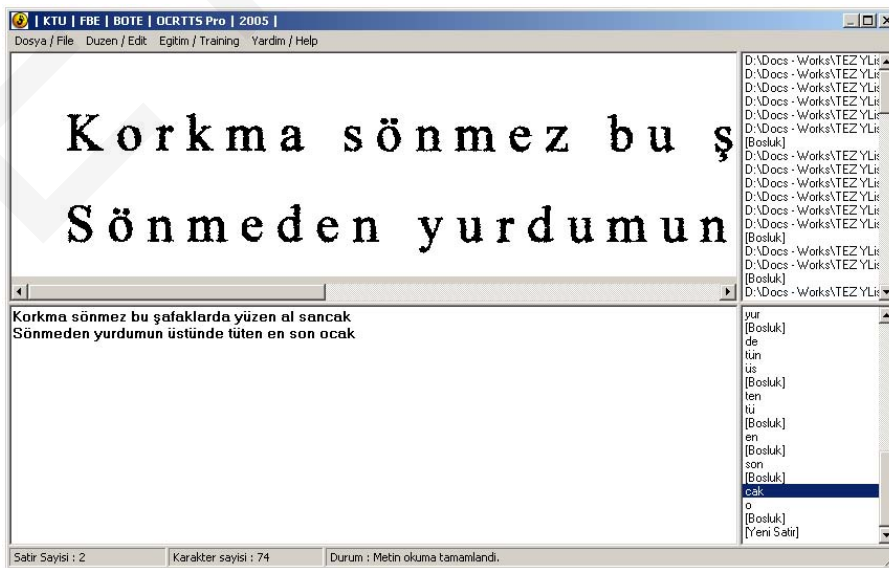 | KTU | FBE | BOTE | OCRTTS Pro | 2005 |
Dosya / File Duzen / Edit Egitim / Training Yardim / Help
Korkma sönmez bu ş
Sönmeden yurdumun
D:\Docs - Works\TEZ YLis
D:\Docs - Works\TEZ YLis
D:\Docs - Works\TEZ YLis
D:\Docs - Works\TEZ YLis
D:\Docs - Works\TEZ YLis
D:\Docs - Works\TEZ YLis
[Bosluk]
D:\Docs - Works\TEZ YLis
D:\Docs - Works\TEZ YLis
D:\Docs - Works\TEZ YLis
D:\Docs - Works\TEZ YLis
D:\Docs - Works\TEZ YLis
D:\Docs - Works\TEZ YLis
[Bosluk]
D:\Docs - Works\TEZ YLis
D:\Docs - Works\TEZ YLis
[Bosluk]
D:\Docs - Works\TEZ YLis
Korkma sönmez bu şafaklarda yüzen al sancak
Sönmeden yurdumun üstünde tüten en son ocak
yur
[Bosluk]
de
tün
üs
[Bosluk]
ten
tü
[Bosluk]
en
[Bosluk]
son
[Bosluk]
cak
o
[Bosluk]
[Yeni Satir]
Satir Sayisi : 2 Karakter sayisi : 74 Durum : Metin okuma tamamlandi.